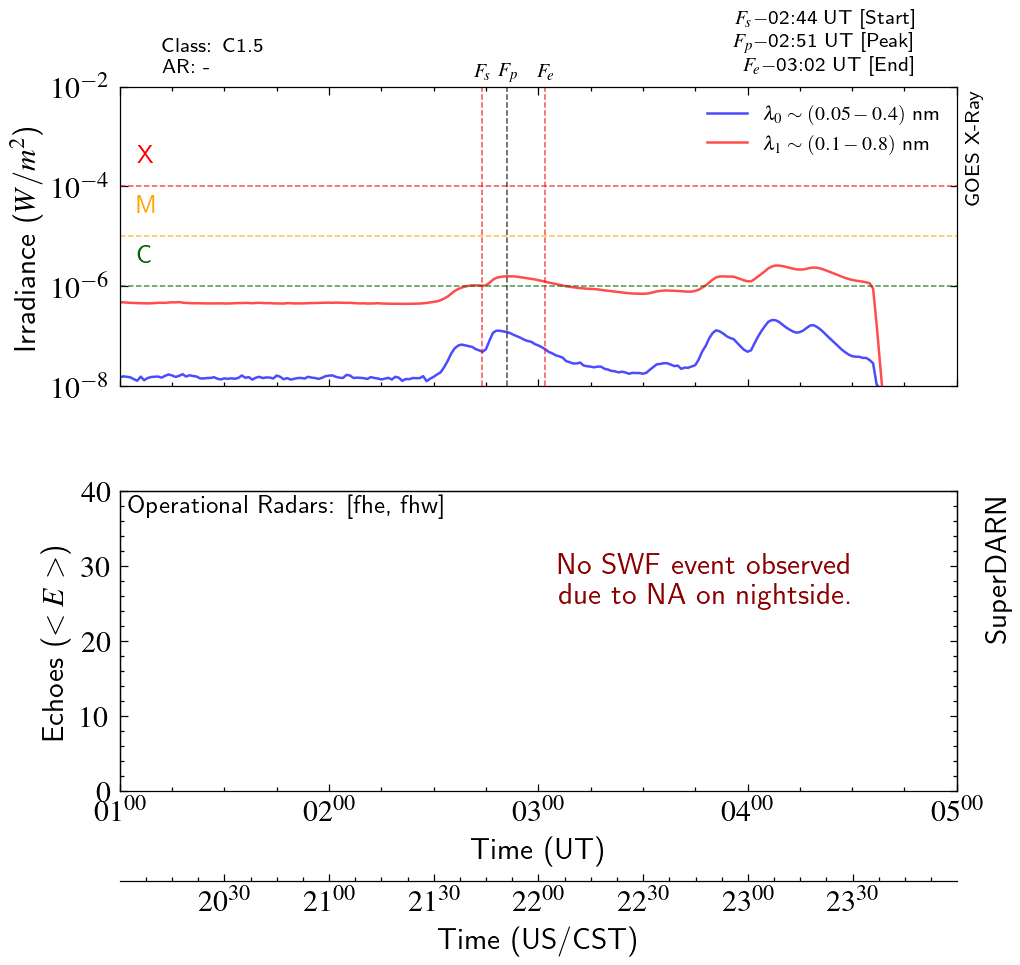 F_s−02:44 UT [Start]
Class: C1.5
F_p−02:51 UT [Peak]
AR: -
F_e−03:02 UT [End]
F_s F_p F_e
10^−2
λ_0 ∼ (0.05 − 0.4) nm
λ_1 ∼ (0.1 − 0.8) nm
GOES X-Ray
X
10^−4
M
Irradiance (W/m^2)
C
10^−6
10^−8
40
Operational Radars: [fhe, fhw]
No SWF event observed
due to NA on nightside.
30
Echoes (< E >)
SuperDARN
20
10
0
01^00 02^00 03^00 04^00 05^00
Time (UT)
20^30 21^00 21^30 22^00 22^30 23^00 23^30
Time (US/CST)